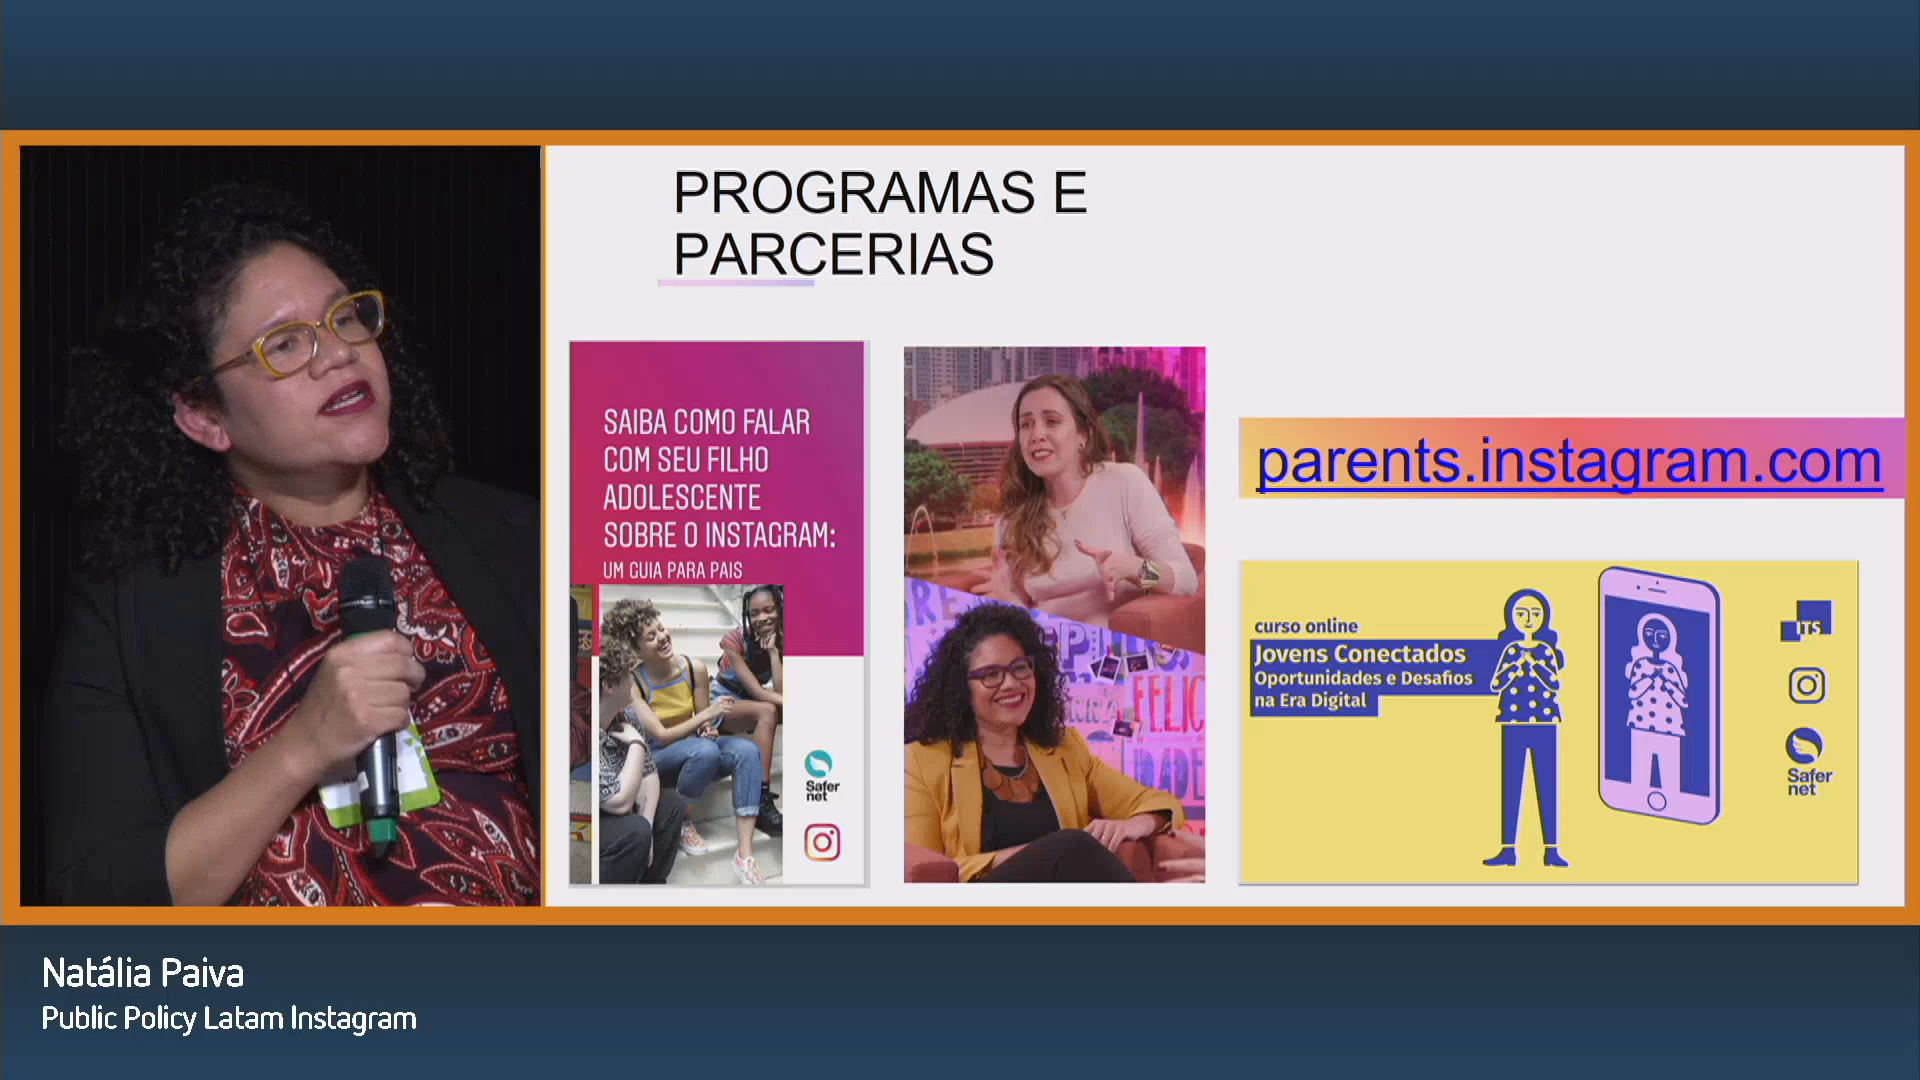 PROGRAMAS E
PARCERIAS
SAIBA COMO FALAR
COM SEU FILHO
ADOLESCENTE
SOBRE O INSTAGRAM:
UM GUIA PARA PAIS
Safer
net
FELIC
IDADE
parents.instagram.com
curso online
Jovens Conectados
Oportunidades e Desafios
na Era Digital
ITS
Safer
net
Natália Paiva
Public Policy Latam Instagram